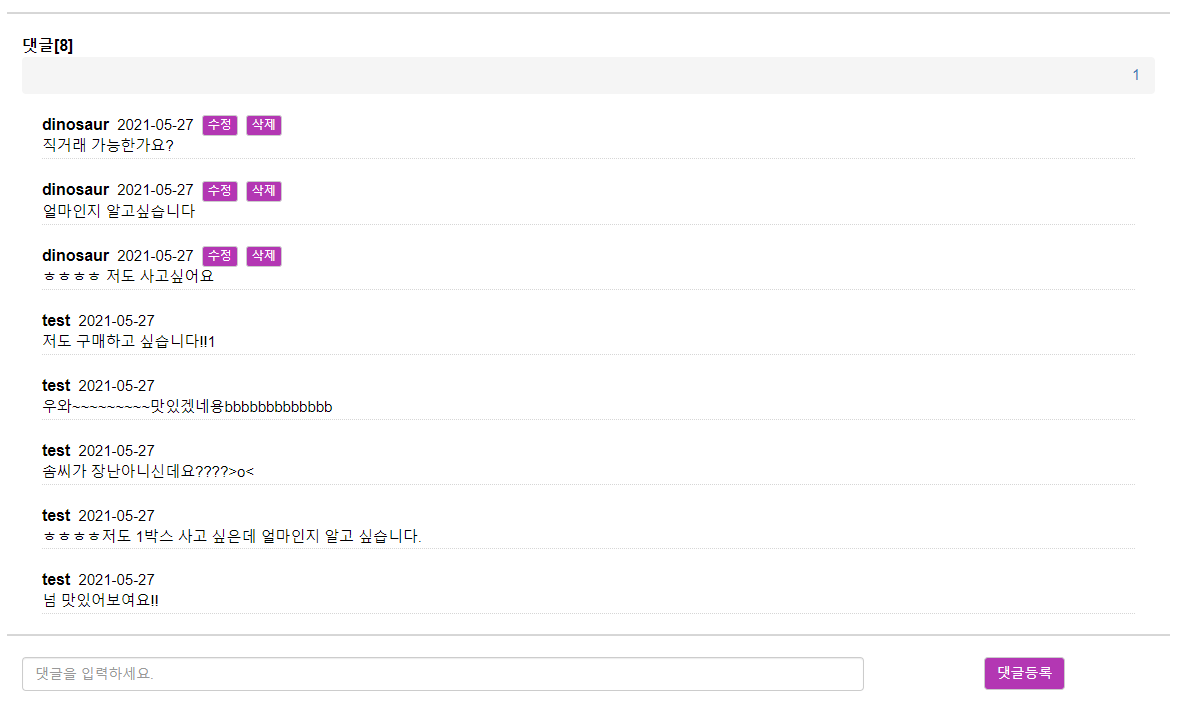 댓글[8]
1
dinosaur 2021-05-27 수정 삭제
직거래 가능한가요?
dinosaur 2021-05-27 수정 삭제
얼마인지 알고싶습니다
dinosaur 2021-05-27 수정 삭제
ㅎㅎㅎㅎ 저도 사고싶어요
test 2021-05-27
저도 구매하고 싶습니다!!1
test 2021-05-27
우와~~~~~~~~~맛있겠네용bbbbbbbbbbbbb
test 2021-05-27
솜씨가 장난아니신데요????>o<
test 2021-05-27
ㅎㅎㅎㅎ저도 1박스 사고 싶은데 얼마인지 알고 싶습니다.
test 2021-05-27
넘 맛있어보여요!!
댓글을 입력하세요. 댓글등록